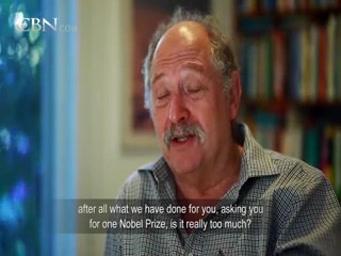 CBN.com
after all what we have done for you, asking you
for one Nobel Prize, is it really too much?